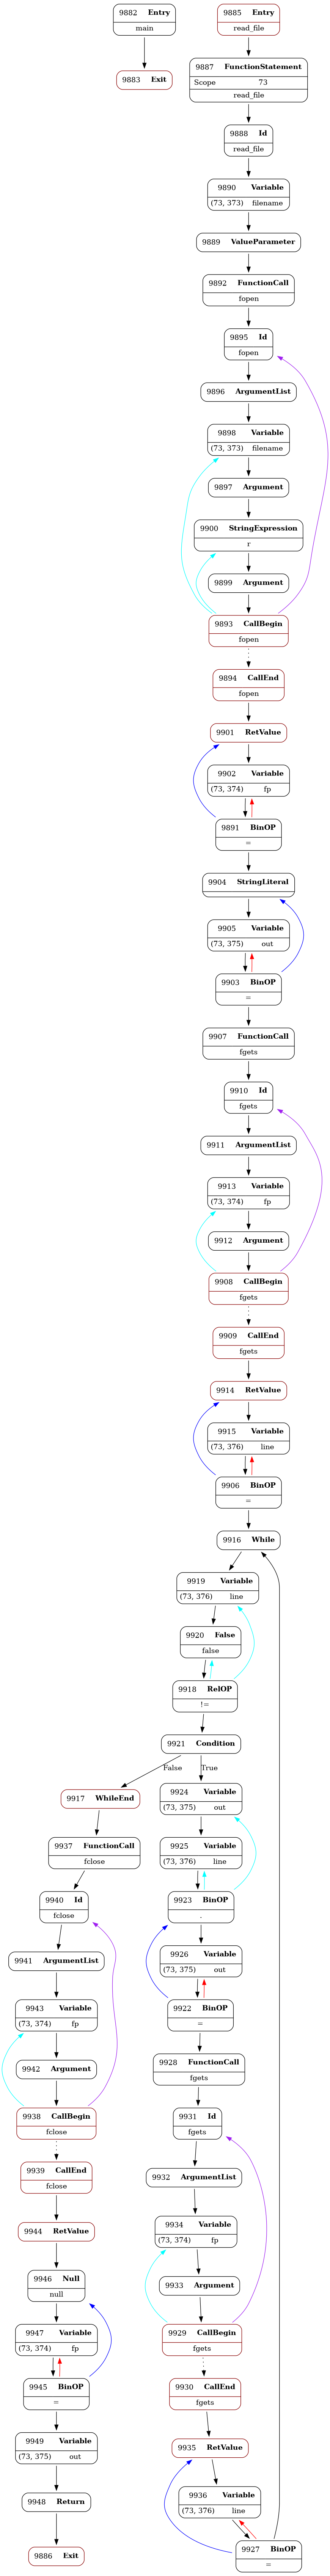 9882 Entry
main
9883 Exit
9885 Entry
read_file
9887 FunctionStatement
Scope 73
read_file
9888 Id
read_file
9890 Variable
(73, 373) filename
9889 ValueParameter
9892 FunctionCall
fopen
9895 Id
fopen
9896 ArgumentList
9898 Variable
(73, 373) filename
9897 Argument
9900 StringExpression
r
9899 Argument
9893 CallBegin
fopen
9894 CallEnd
fopen
9901 RetValue
9902 Variable
(73, 374) fp
9891 BinOP
=
9904 StringLiteral
9905 Variable
(73, 375) out
9903 BinOP
=
9907 FunctionCall
fgets
9910 Id
fgets
9911 ArgumentList
9913 Variable
(73, 374) fp
9912 Argument
9908 CallBegin
fgets
9909 CallEnd
fgets
9914 RetValue
9915 Variable
(73, 376) line
9906 BinOP
=
9916 While
9919 Variable
(73, 376) line
9920 False
false
9918 RelOP
!=
9921 Condition
False
True
9917 WhileEnd
9937 FunctionCall
fclose
9940 Id
fclose
9941 ArgumentList
9943 Variable
(73, 374) fp
9942 Argument
9938 CallBegin
fclose
9939 CallEnd
fclose
9944 RetValue
9946 Null
null
9947 Variable
(73, 374) fp
9945 BinOP
=
9949 Variable
(73, 375) out
9948 Return
9886 Exit
9924 Variable
(73, 375) out
9925 Variable
(73, 376) line
9923 BinOP
.
9926 Variable
(73, 375) out
9922 BinOP
=
9928 FunctionCall
fgets
9931 Id
fgets
9932 ArgumentList
9934 Variable
(73, 374) fp
9933 Argument
9929 CallBegin
fgets
9930 CallEnd
fgets
9935 RetValue
9936 Variable
(73, 376) line
9927 BinOP
=